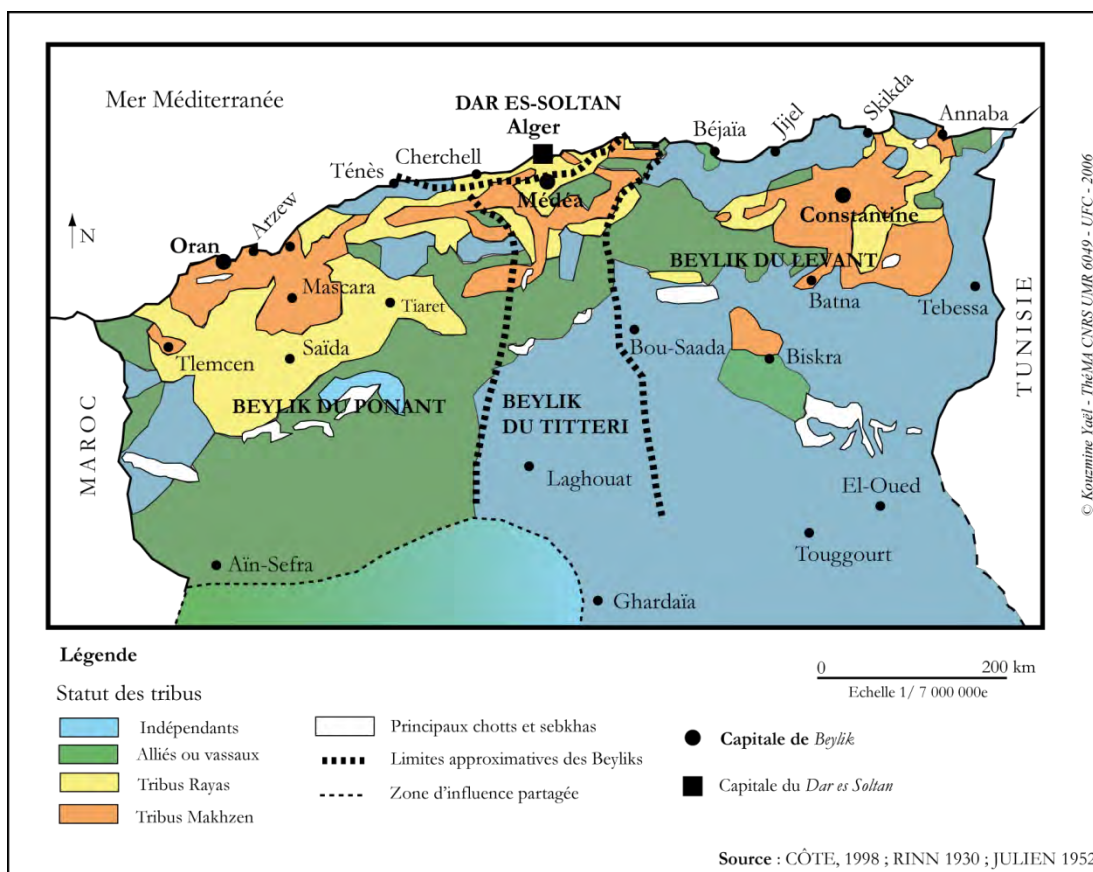 Mer Méditerranée
DAR ES-SOLTAN
Alger
Skikda
Annaba
Jijel
Béjaïa
Cherchell
Ténès
Médéa
Constantine
N
Arzew
Oran
BEYLIK DU LEVANT
Mascara
Tiaret
Batna
Tebessa
Tlemcen
Saïda
Bou-Saada
Biskra
TUNISIE
MAROC
BEYLIK DU PONANT
BEYLIK
DU TITTERI
Laghouat
El-Oued
Touggourt
Aïn-Sefra
Ghardaïa
© Kouzmine Yaël - ThéMA CNRS UMR 6049 - UFC - 2006
Légende
Statut des tribus
Indépendants
Alliés ou vassaux
Tribus Rayas
Tribus Makhzen
Principaux chotts et sebkhas
Limites approximatives des Beyliks
Zone d'influence partagée
0 200 km
Echelle 1/ 7 000 000e
Capitale de Beylik
Capitale du Dar es Soltan
Source : CÔTE, 1998 ; RINN 1930 ; JULIEN 1952